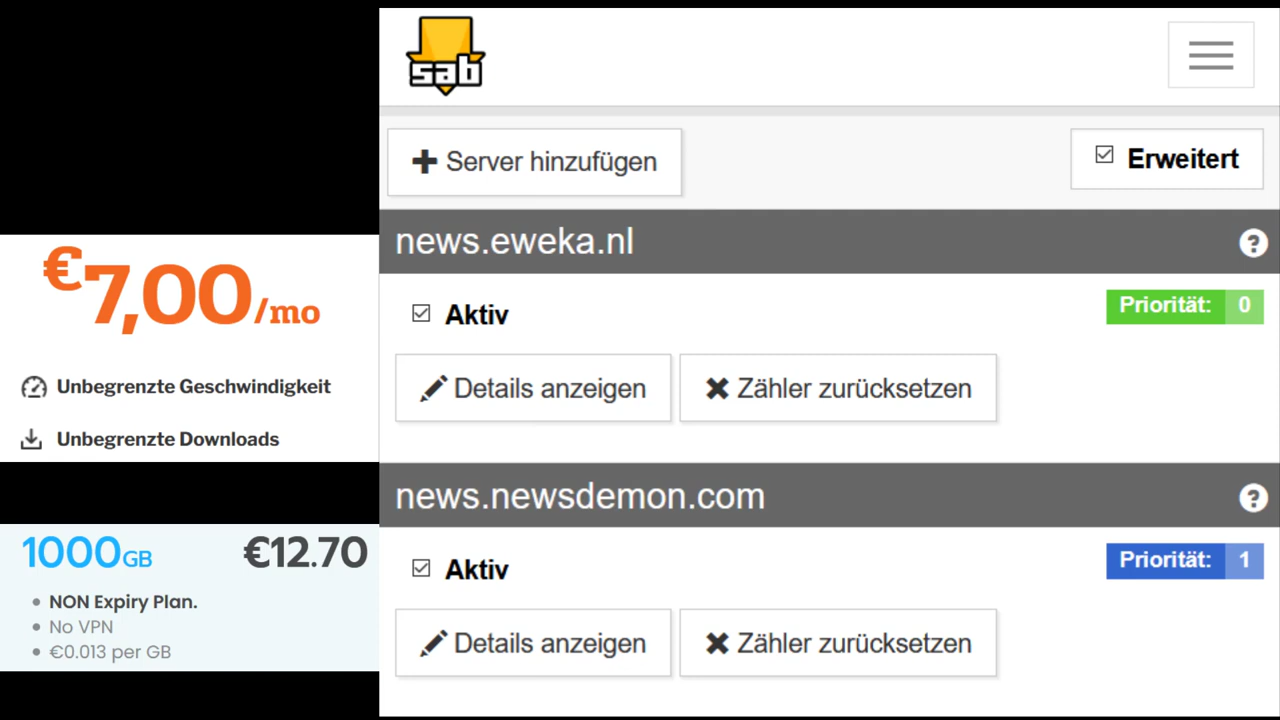 sab
Server hinzufügen
Erweitert
news.eweka.nl
Aktiv
Priorität: 0
Details anzeigen
Zähler zurücksetzen
news.newsdemon.com
Aktiv
Priorität: 1
Details anzeigen
Zähler zurücksetzen
€7,00/mo
Unbegrenzte Geschwindigkeit
Unbegrenzte Downloads
1000GB
€12.70
NON Expiry Plan.
No VPN
€0.013 per GB